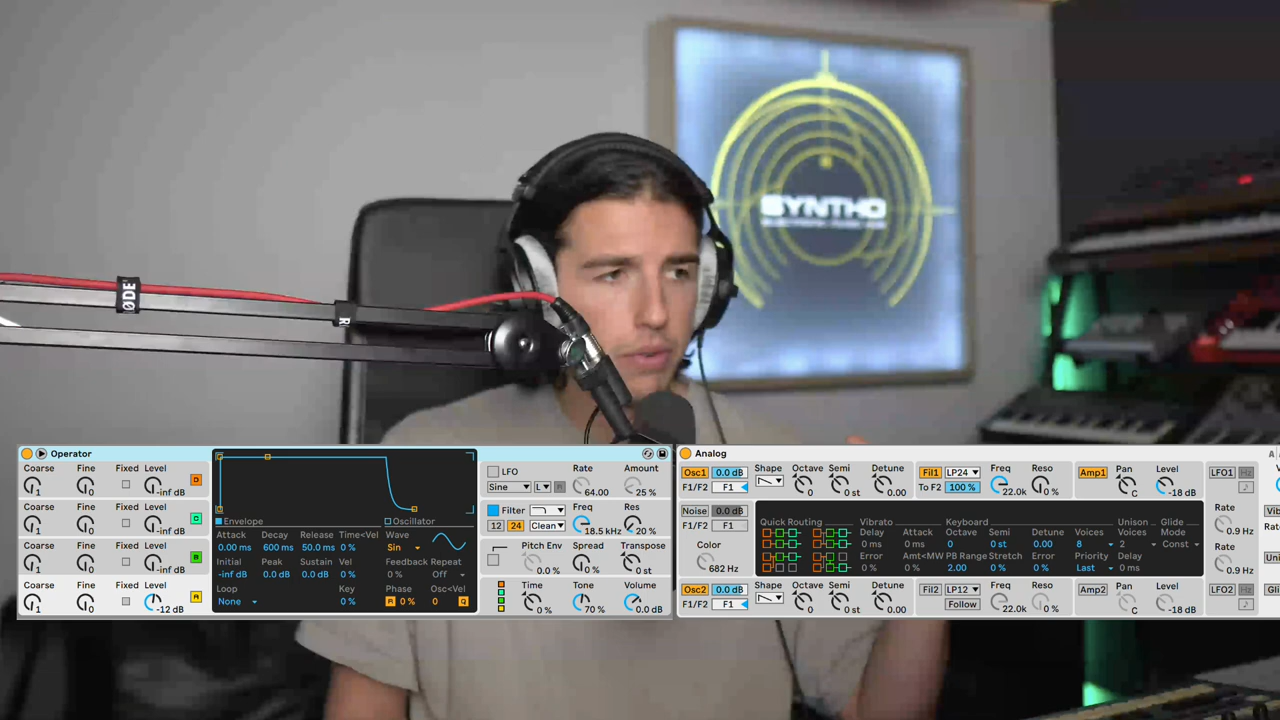 SYNTHO
RØDE
R
Operator
Coarse Fine Fixed Level
1 0 -inf dB D
Coarse Fine Fixed Level
1 0 -inf dB C
Coarse Fine Fixed Level
1 0 -inf dB B
Coarse Fine Fixed Level
1 0 -12 dB A
Envelope Oscillator
Attack Decay Release Time<Vel Wave
0.00 ms 600 ms 50.0 ms 0 % Sin
Initial Peak Sustain Vel Feedback Repeat
-inf dB 0.0 dB 0.0 dB 0 % 0 % Off
Loop Key Phase Osc<Vel
None 0 % R 0 % 0 Q
LFO Rate Amount
Sine L R 64.00 25 %
Filter Freq Res
12 24 Clean 18.5 kHz 20 %
Pitch Env Spread Transpose
0.0 % 0 % 0 st
Time Tone Volume
0 % 70 % 0.0 dB
Analog
Osc1 0.0 dB Shape Octave Semi Detune Fil1 LP24 Freq Reso Amp1 Pan Level LFO1 Hz
F1/F2 F1 0 0 st 0.00 To F2 100 % 22.0k 0 % C -18 dB
Noise 0.0 dB
F1/F2 F1
Color
682 Hz
Quick Routing Vibrato Keyboard Unison Glide
Delay Attack Octave Semi Detune Voices Voices Mode
0 ms 0 ms 0 0 st 0.00 8 2 Const
Error Amt<MW PB Range Stretch Error Priority Delay
0 % 0 % 2.00 0 % 0 % Last 0 ms
Rate
0.9 Hz
Rate
0.9 Hz
Osc2 0.0 dB Shape Octave Semi Detune Fil2 LP12 Freq Reso Amp2 Pan Level LFO2 Hz
F1/F2 F1 0 0 st 0.00 Follow 22.0k 0 % C -18 dB